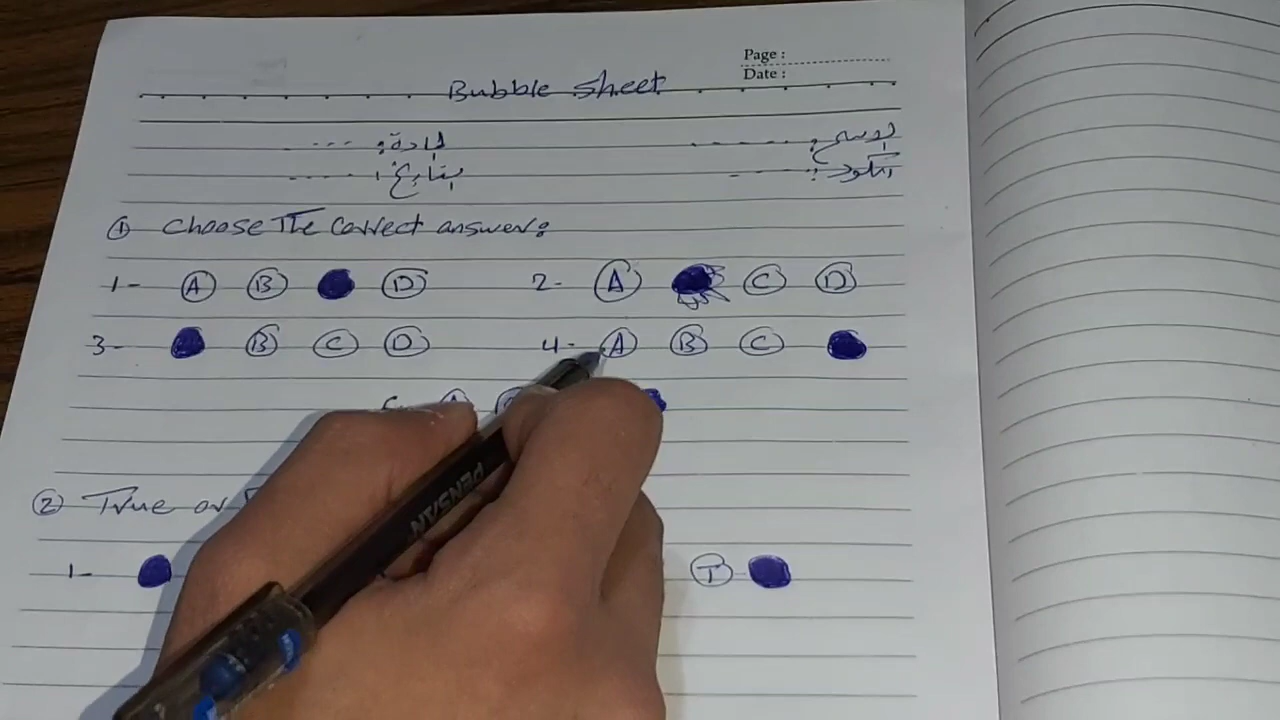 Page :
Date :
Bubble sheet
الاسم : المادة :
الكود : التاريخ :
① Choose The Correct answer:
1- A B D 2- A C D
3- B C D 4- A B C
A
② True or
1- T
PENSAN